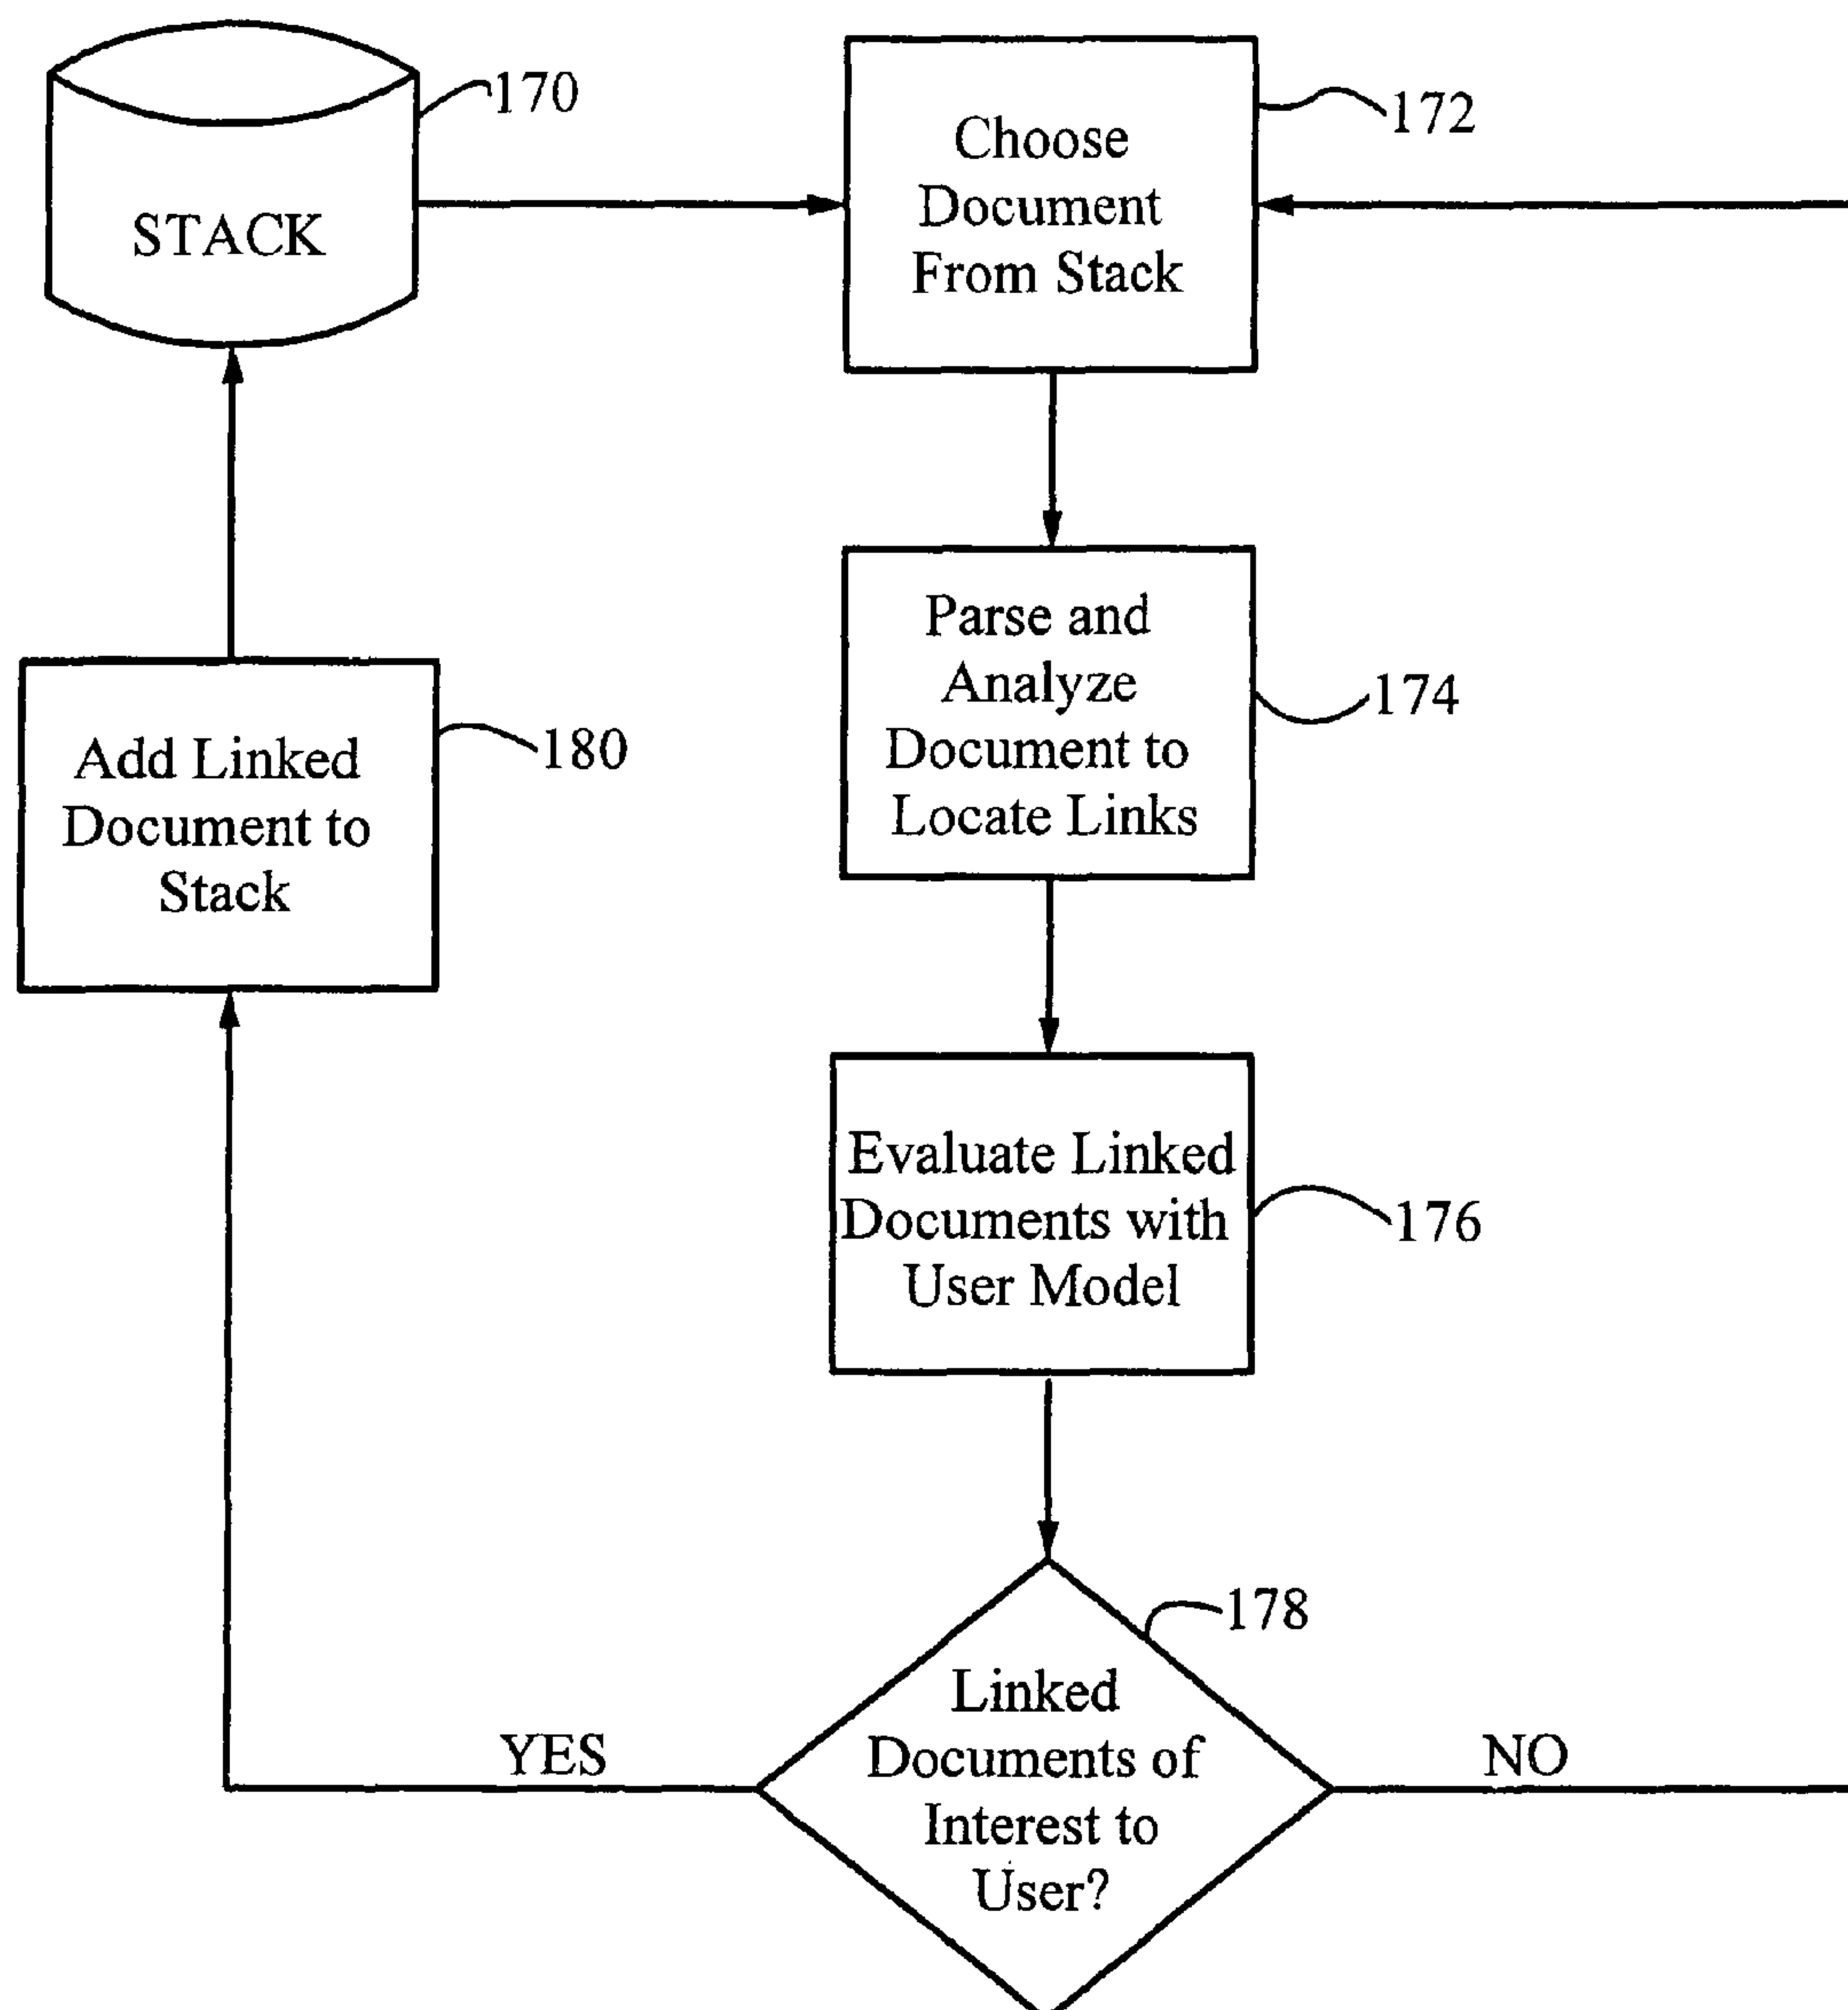 170
STACK
Choose
Document
From Stack
172
Parse and
Analyze
Document to
Locate Links
174
Add Linked
Document to
Stack
180
Evaluate Linked
Documents with
User Model
176
178
Linked
Documents of
Interest to
User?
YES
NO